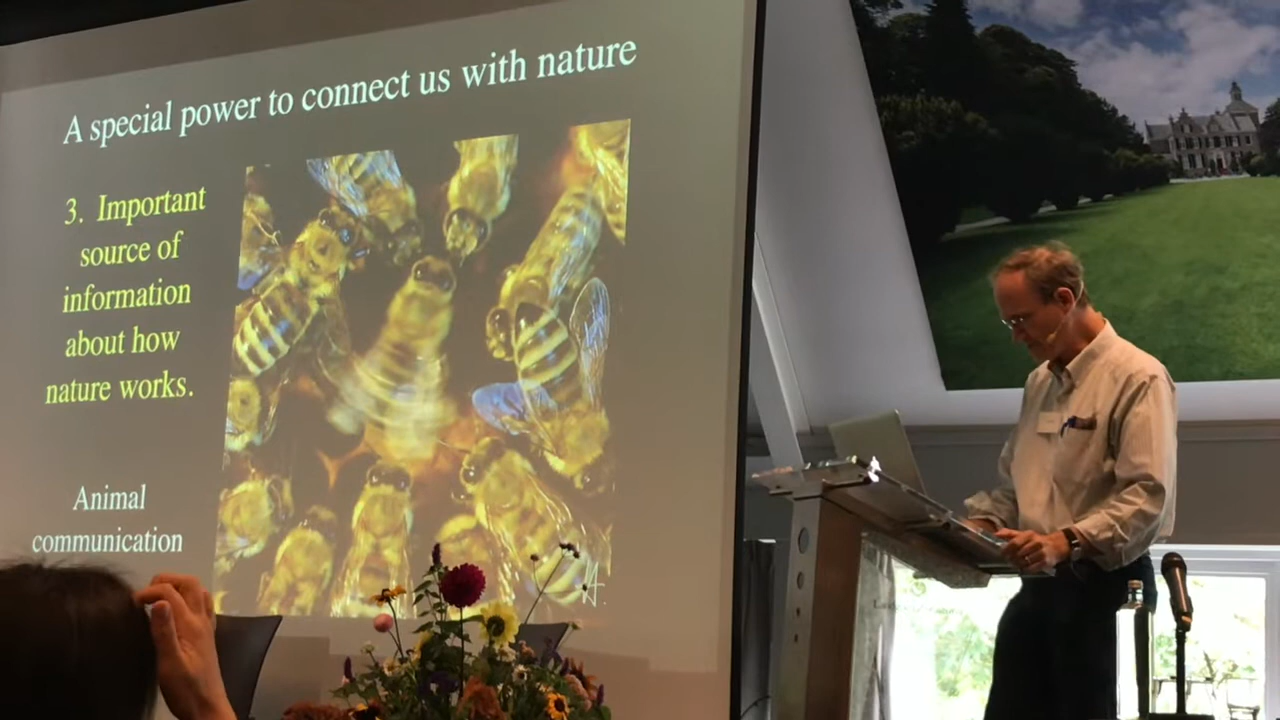 A special power to connect us with nature
3. Important
source of
information
about how
nature works.
Animal
communication